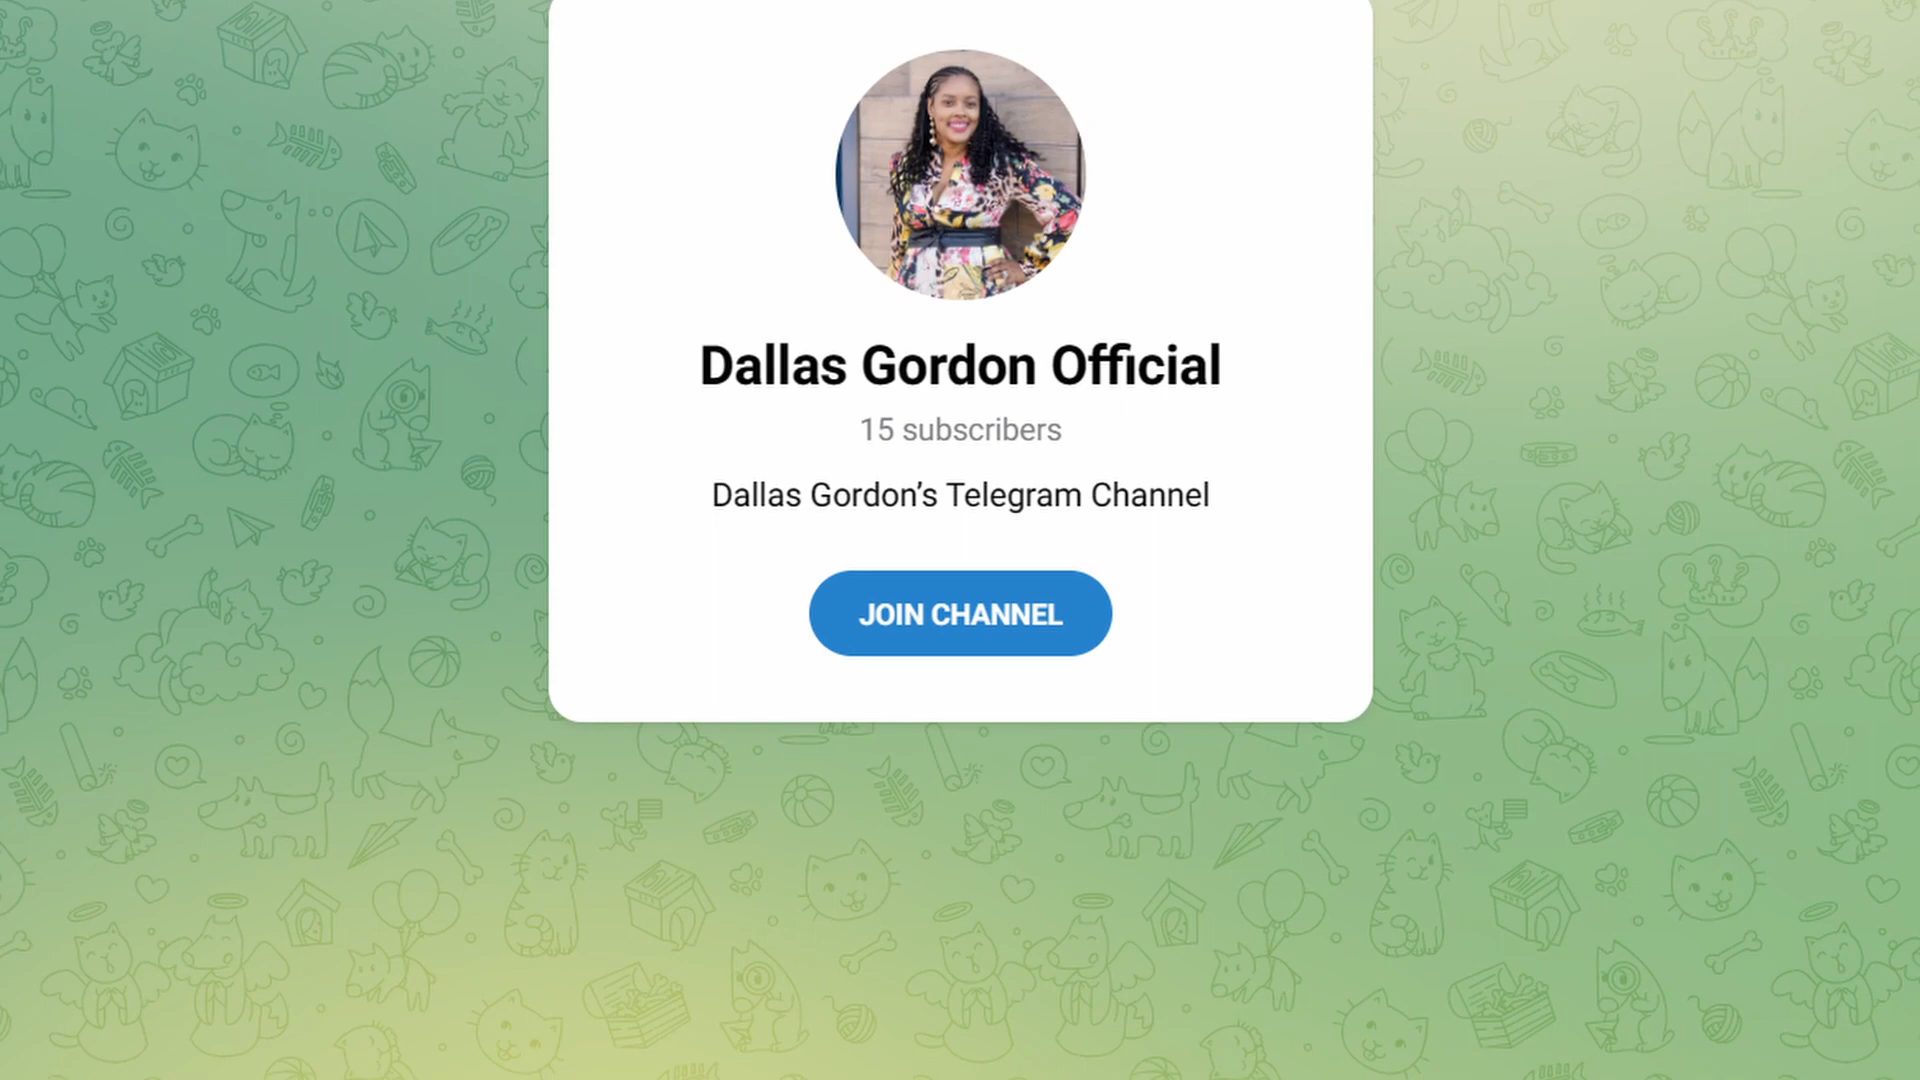 Dallas Gordon Official
15 subscribers
Dallas Gordon’s Telegram Channel
JOIN CHANNEL